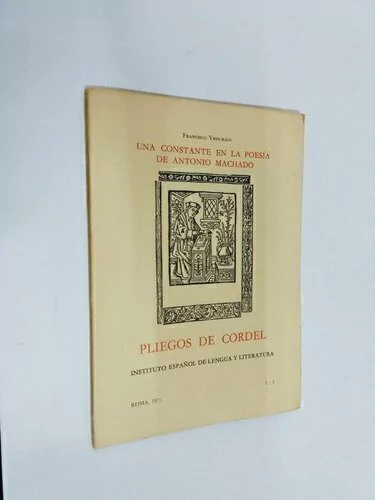 Francisco Ynduráin
UNA CONSTANTE EN LA POESÍA
DE ANTONIO MACHADO
PLIEGOS DE CORDEL
INSTITUTO ESPAÑOL DE LENGUA Y LITERATURA
ROMA, 1977